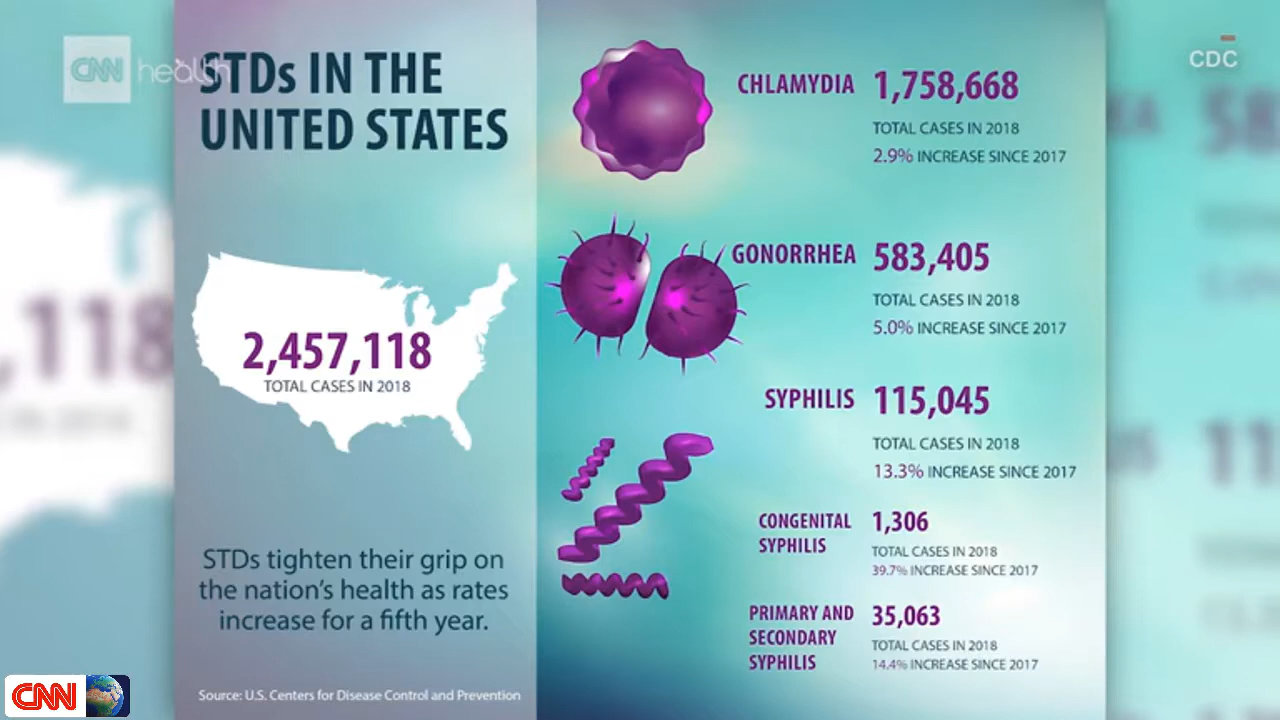 CNN health
CDC
STDs IN THE
UNITED STATES
2,457,118
TOTAL CASES IN 2018
STDs tighten their grip on
the nation's health as rates
increase for a fifth year.
Source: U.S. Centers for Disease Control and Prevention
CHLAMYDIA 1,758,668
TOTAL CASES IN 2018
2.9% INCREASE SINCE 2017
GONORRHEA 583,405
TOTAL CASES IN 2018
5.0% INCREASE SINCE 2017
SYPHILIS 115,045
TOTAL CASES IN 2018
13.3% INCREASE SINCE 2017
CONGENITAL
SYPHILIS
1,306
TOTAL CASES IN 2018
39.7% INCREASE SINCE 2017
PRIMARY AND
SECONDARY
SYPHILIS
35,063
TOTAL CASES IN 2018
14.4% INCREASE SINCE 2017
CNN
,118
58
11